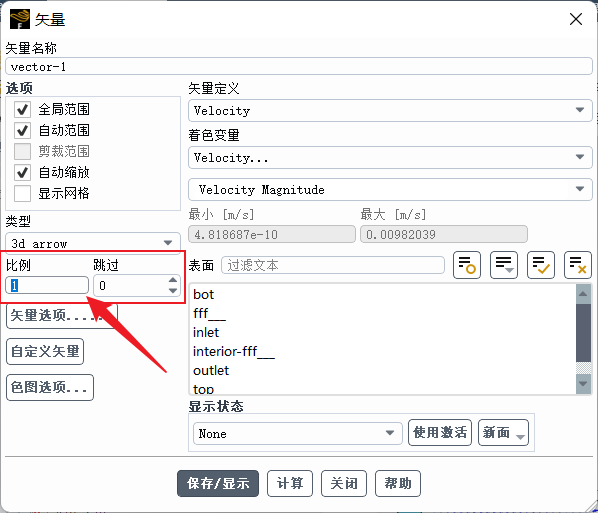 矢量
矢量名称
vector-1
选项
全局范围
自动范围
剪裁范围
自动缩放
显示网格
类型
3d arrow
比例 跳过
1 0
矢量选项......
自定义矢量
色图选项...
矢量定义
Velocity
着色变量
Velocity...
Velocity Magnitude
最小 [m/s] 最大 [m/s]
4.818687e-10 0.00982039
表面 过滤文本
bot
fff___
inlet
interior-fff___
outlet
top
显示状态
None 使用激活 新面
保存/显示 计算 关闭 帮助